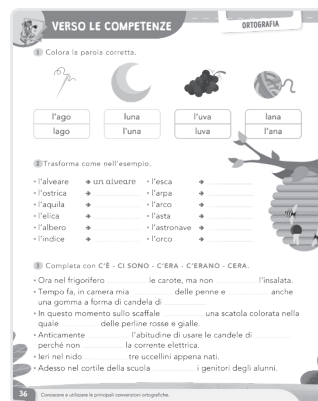 VERSO LE COMPETENZE
ORTOGRAFIA
1 Colora la parola corretta.
l'ago luna l'uva lana
lago l'una luva l'ana
2 Trasforma come nell'esempio.
• l'alveare ➔ un alveare • l'esca ➔
• l'ostrica ➔ • l'arpa ➔
• l'aquila ➔ • l'arco ➔
• l'elica ➔ • l'asta ➔
• l'albero ➔ • l'astronave ➔
• l'indice ➔ • l'orco ➔
3 Completa con C'È - CI SONO - C'ERA - C'ERANO - CERA.
• Ora nel frigorifero le carote, ma non l'insalata.
• Tempo fa, in camera mia delle penne e anche
una gomma a forma di candela di
• In questo momento sullo scaffale una scatola colorata nella
quale delle perline rosse e gialle.
• Anticamente l'abitudine di usare le candele di
perché non la corrente elettrica.
• Ieri nel nido tre uccellini appena nati.
• Adesso nel cortile della scuola i genitori degli alunni.
36 Conoscere e utilizzare le principali convenzioni ortografiche.